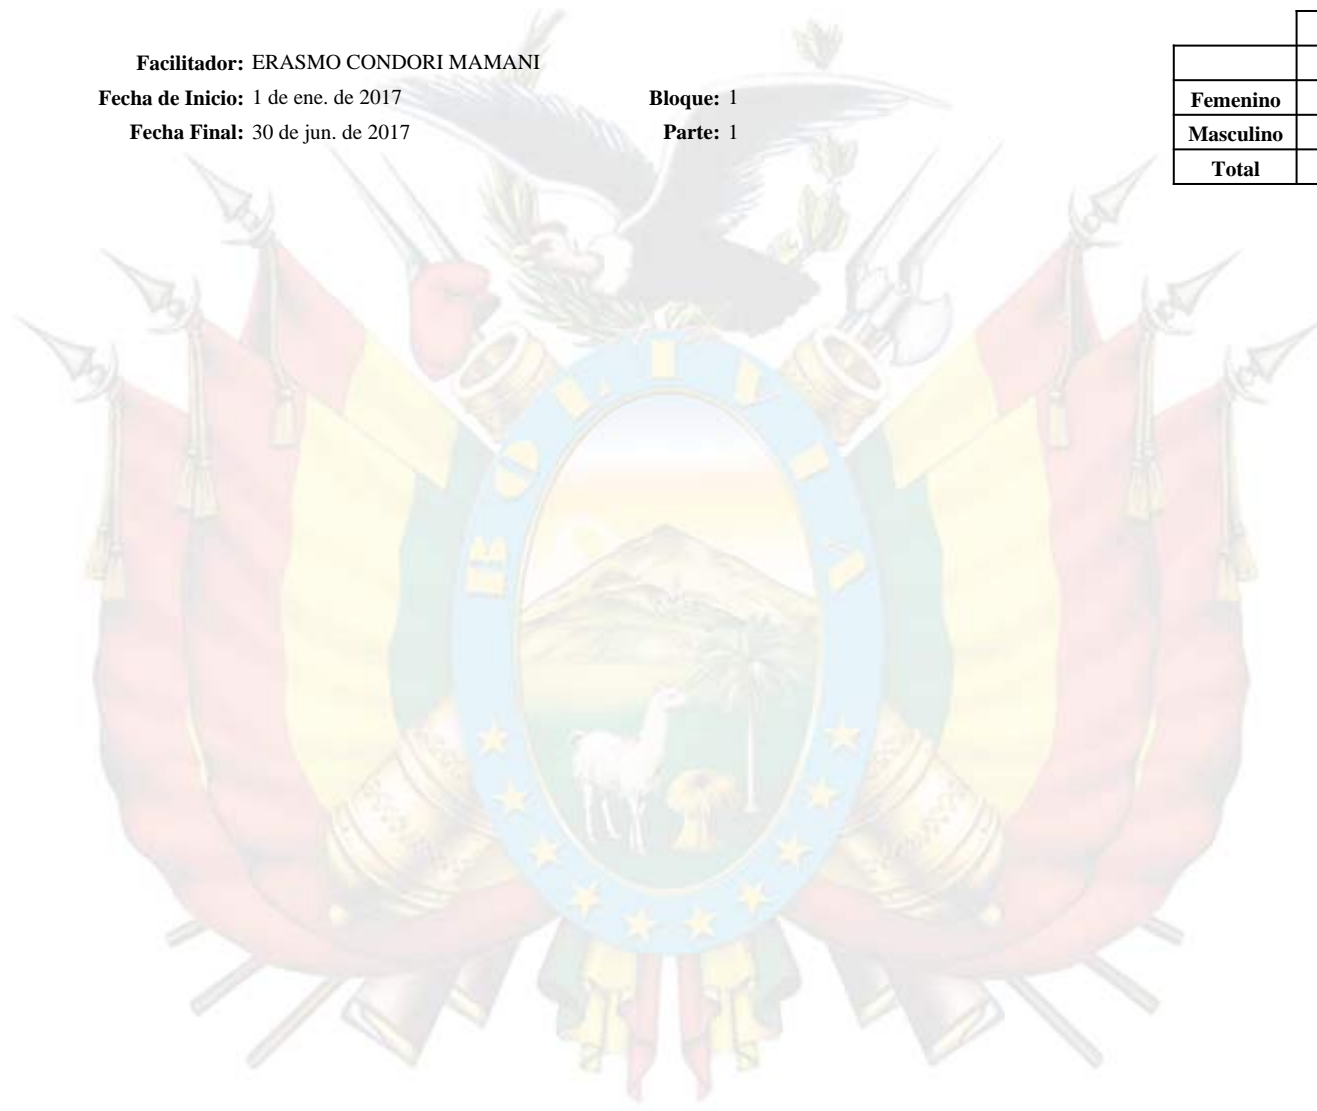 Facilitador: ERASMO CONDORI MAMANI
Fecha de Inicio: 1 de ene. de 2017 Bloque: 1
Fecha Final: 30 de jun. de 2017 Parte: 1
Femenino
Masculino
Total
BOLIVIA